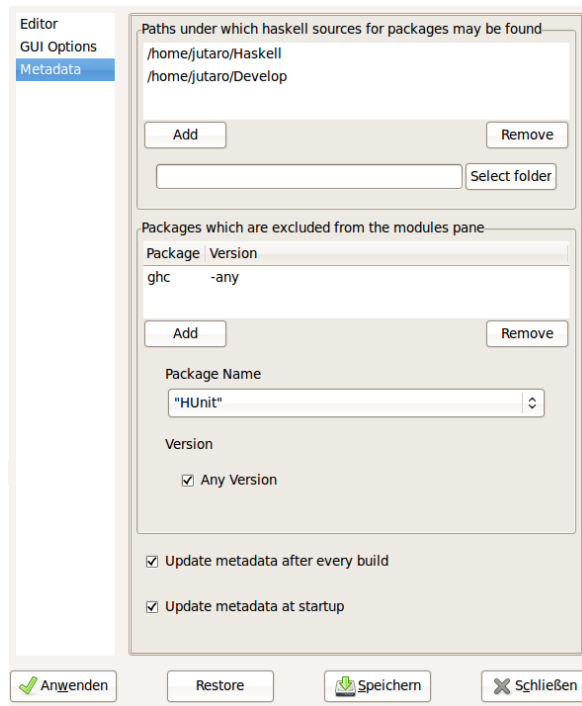 Editor
GUI Options
Metadata
Paths under which haskell sources for packages may be found
/home/jutaro/Haskell
/home/jutaro/Develop
Add Remove
Select folder
Packages which are excluded from the modules pane
Package Version
ghc -any
Add Remove
Package Name
"HUnit"
Version
Any Version
Update metadata after every build
Update metadata at startup
Anwenden Restore Speichern Schließen